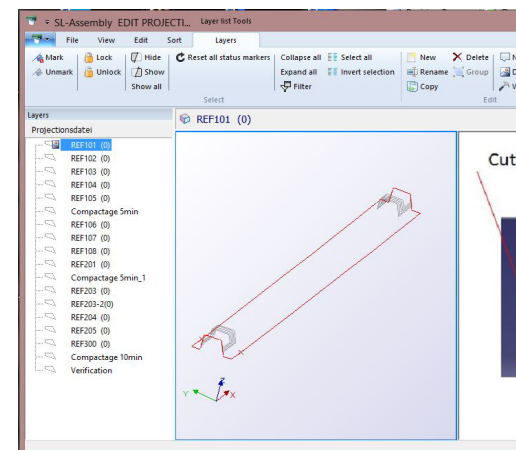 SL-Assembly EDIT PROJECTI... Layer list Tools
File View Edit Sort Layers
Mark Lock Hide Reset all status markers Collapse all Select all New Delete
Unmark Unlock Show Expand all Invert selection Rename Group
Show all Filter Copy
Select Edit
Layers
REF101 (0)
Projectionsdatei
REF101 (0)
REF102 (0)
REF103 (0)
REF104 (0)
REF105 (0)
Compactage 5min
REF106 (0)
REF107 (0)
REF108 (0)
REF201 (0)
Compactage 5min_1
REF203 (0)
REF203-2(0)
REF204 (0)
REF205 (0)
REF300 (0)
Compactage 10min
Verification
Cut
Z
Y
X